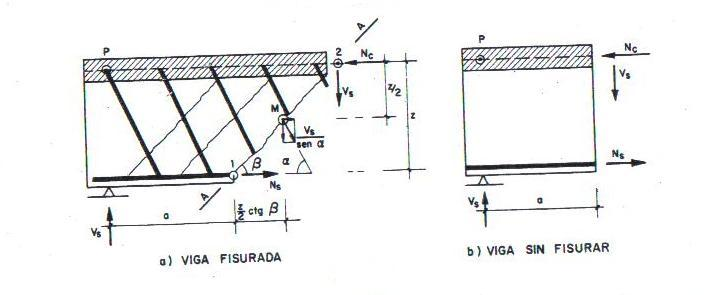 A
P
2
Nc
Vs
z/2
z
M
Vs
sen α
1
β
α
Ns
A
Vs
a
z/2 ctg β
a) VIGA FISURADA
P
Nc
Vs
Ns
Vs
a
b) VIGA SIN FISURAR